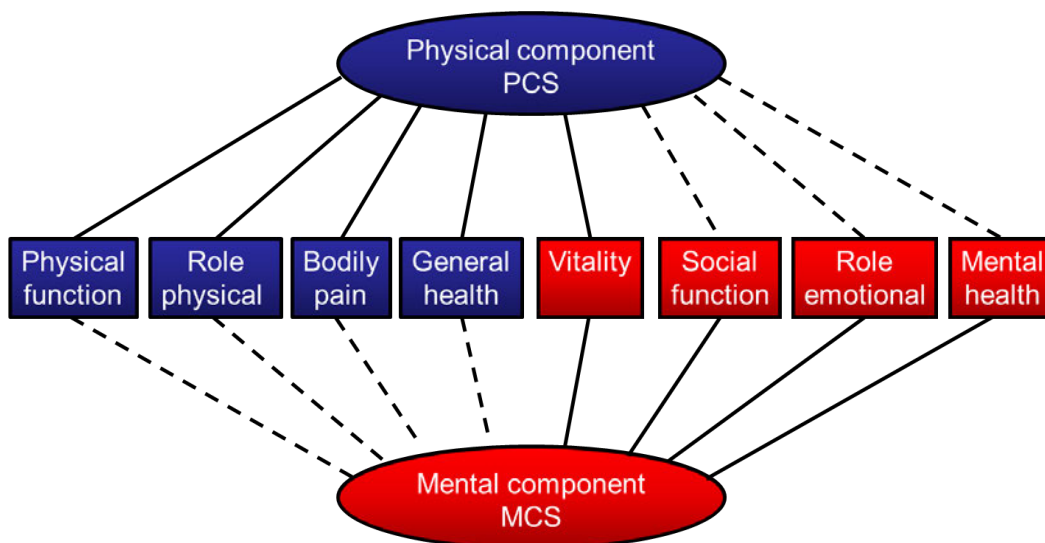 Physical component
PCS
Physical
function
Role
physical
Bodily
pain
General
health
Vitality
Social
function
Role
emotional
Mental
health
Mental component
MCS